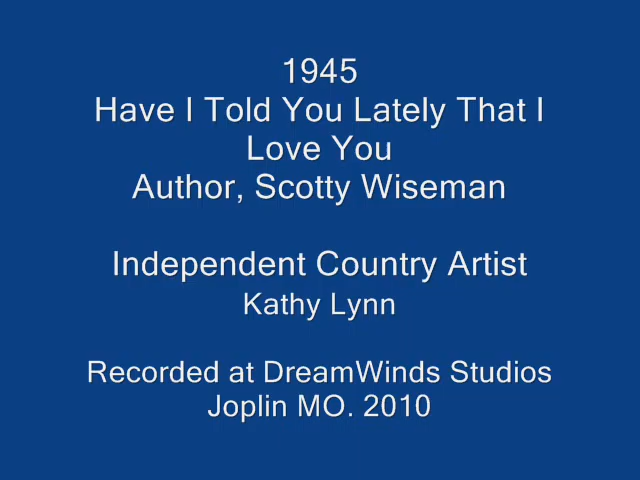 1945
Have I Told You Lately That I
Love You
Author, Scotty Wiseman
Independent Country Artist
Kathy Lynn
Recorded at DreamWinds Studios
Joplin MO. 2010